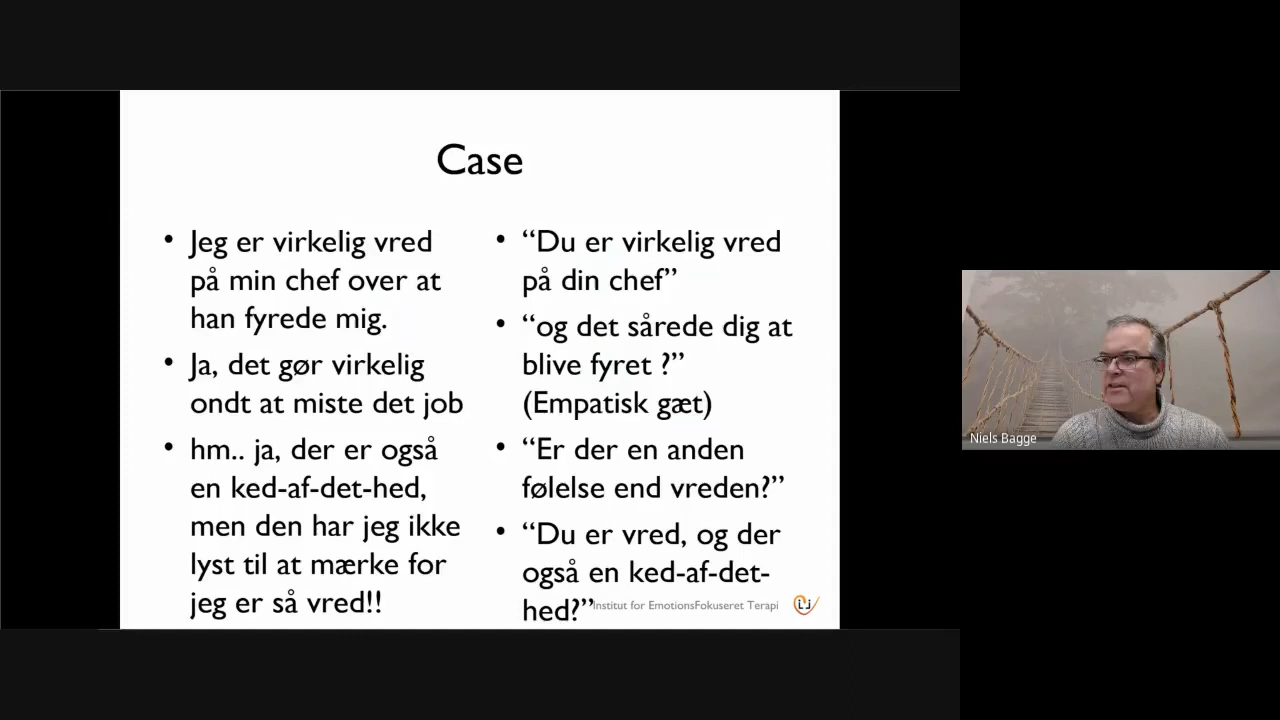 Case
• Jeg er virkelig vred
på min chef over at
han fyrede mig.
• Ja, det gør virkelig
ondt at miste det job
• hm.. ja, der er også
en ked-af-det-hed,
men den har jeg ikke
lyst til at mærke for
jeg er så vred!!
• “Du er virkelig vred
på din chef”
• “og det sårede dig at
blive fyret ?”
(Empatisk gæt)
• “Er der en anden
følelse end vreden?”
• “Du er vred, og der
også en ked-af-det-
hed?”
Institut for EmotionsFokuseret Terapi
Niels Bagge